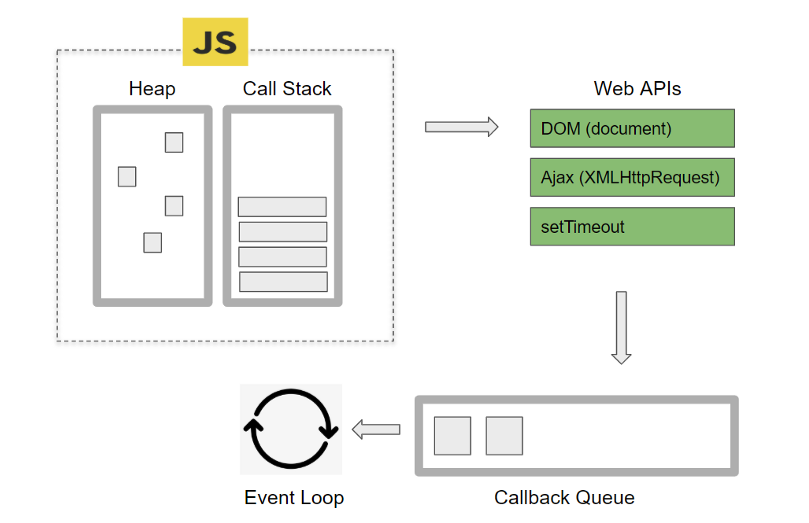 JS
Heap
Call Stack
Web APIs
DOM (document)
Ajax (XMLHttpRequest)
setTimeout
Event Loop
Callback Queue